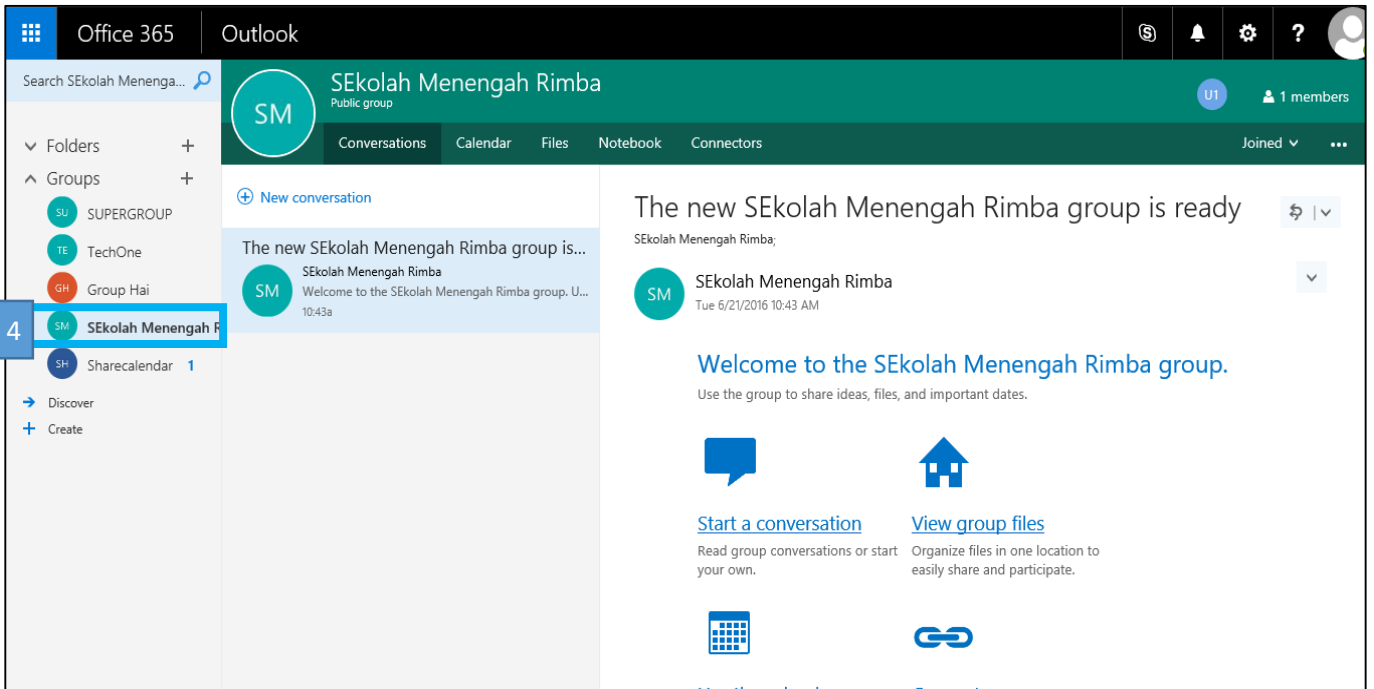 Office 365
Outlook
Search SEkolah Menenga...
SM
SEkolah Menengah Rimba
Public group
U1
1 members
Conversations
Calendar
Files
Notebook
Connectors
Joined
Folders
Groups
SU SUPERGROUP
TE TechOne
GH Group Hai
4
SM SEkolah Menengah R
SH Sharecalendar 1
Discover
Create
New conversation
The new SEkolah Menengah Rimba group is...
SM
SEkolah Menengah Rimba
Welcome to the SEkolah Menengah Rimba group. U...
10:43a
The new SEkolah Menengah Rimba group is ready
SEkolah Menengah Rimba;
SM
SEkolah Menengah Rimba
Tue 6/21/2016 10:43 AM
Welcome to the SEkolah Menengah Rimba group.
Use the group to share ideas, files, and important dates.
Start a conversation
Read group conversations or start
your own.
View group files
Organize files in one location to
easily share and participate.